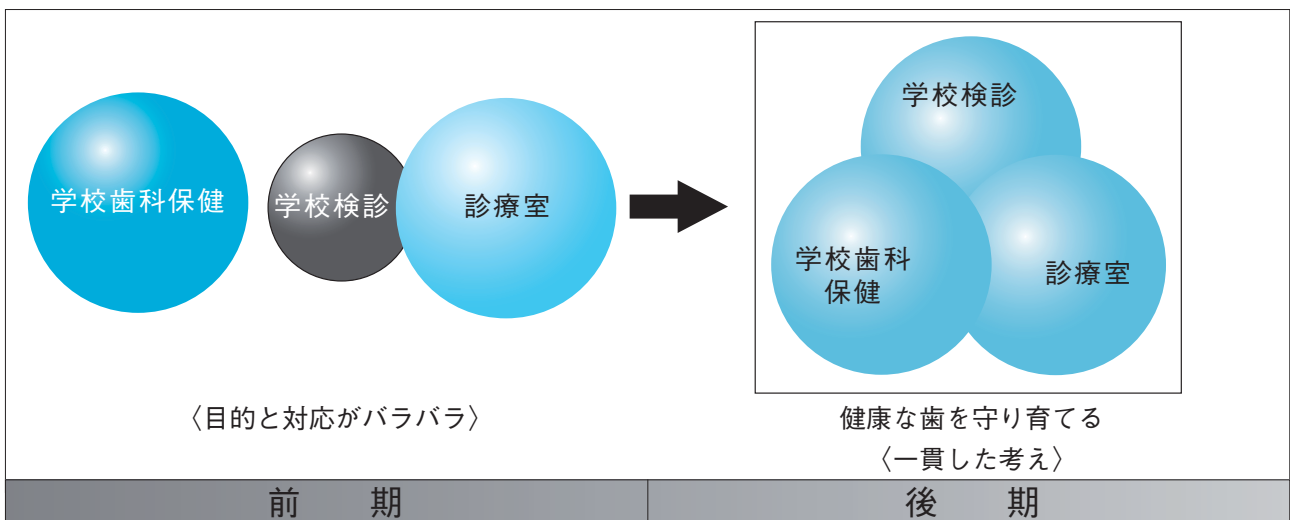 学校歯科保健
学校検診
診療室
〈目的と対応がバラバラ〉
学校検診
学校歯科
保健
診療室
健康な歯を守り育てる
〈一貫した考え〉
前 期
後 期